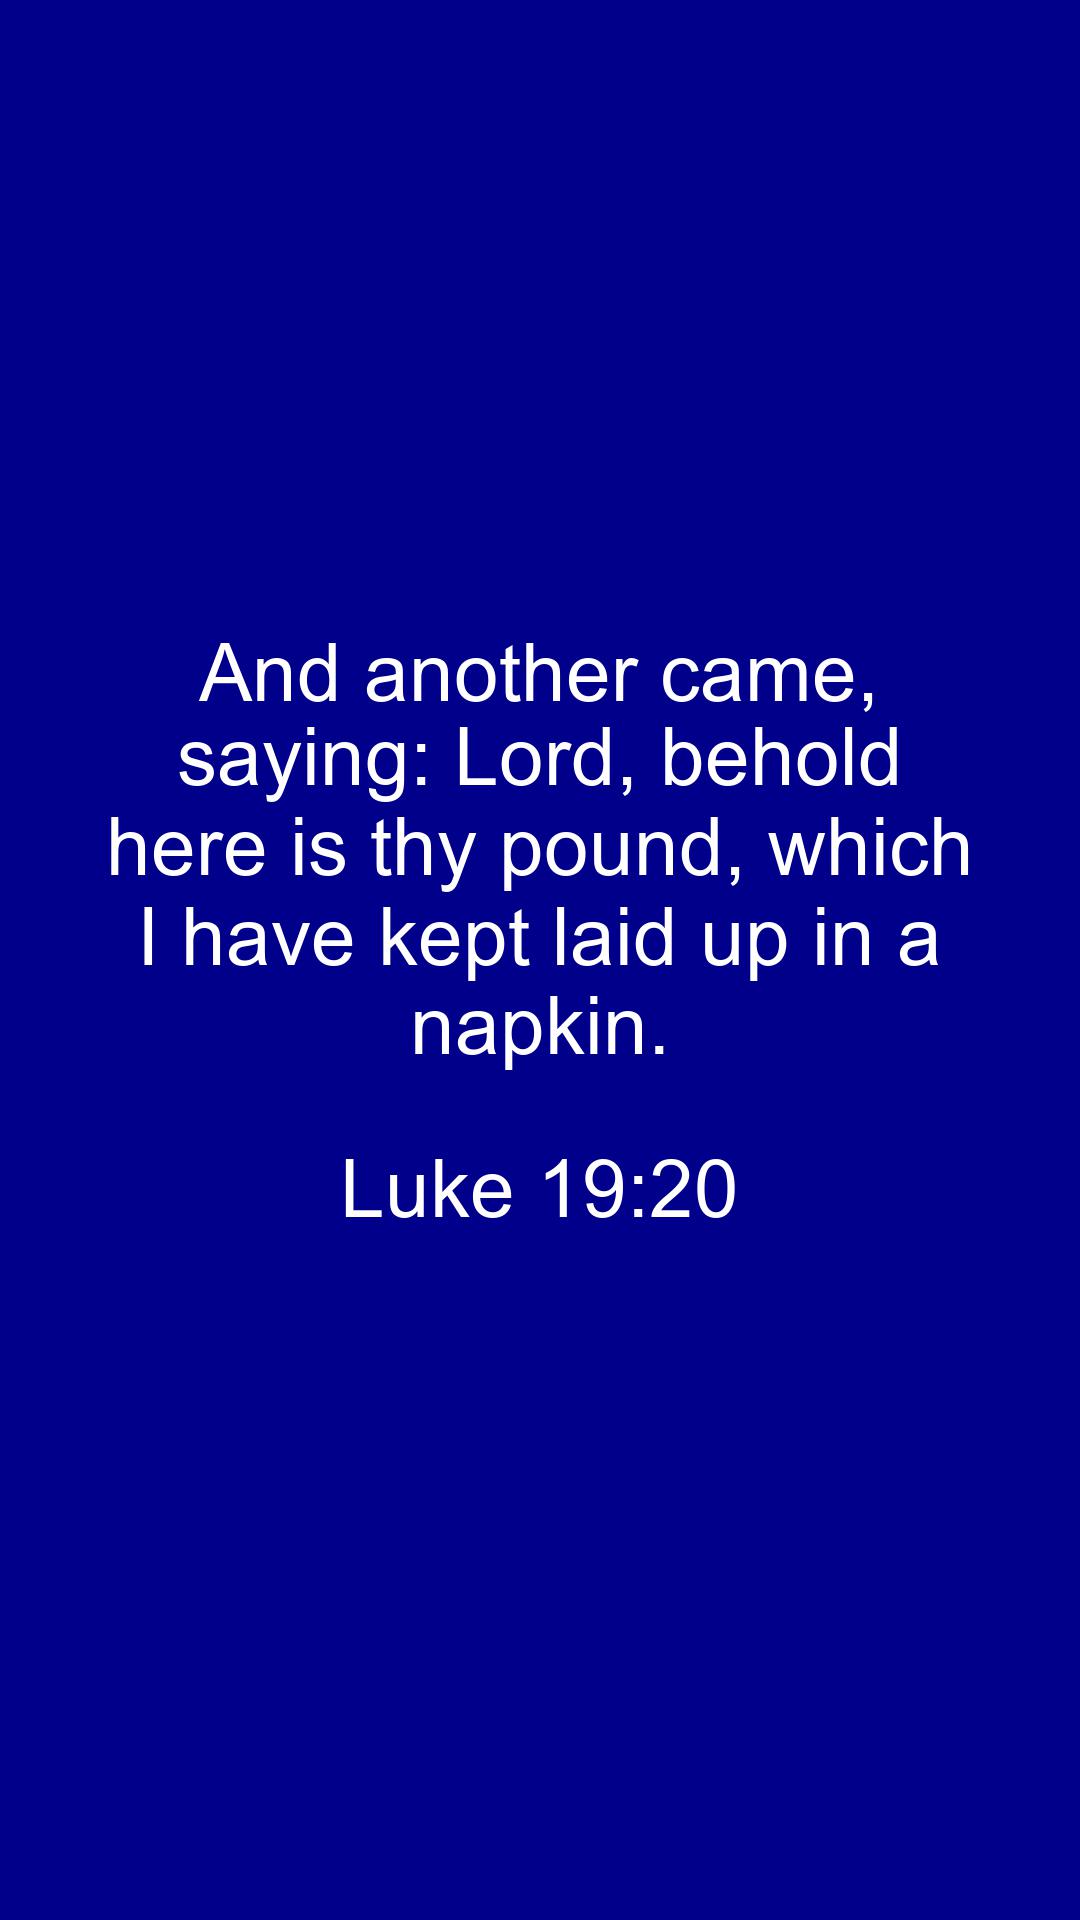 And another came,
saying: Lord, behold
here is thy pound, which
I have kept laid up in a
napkin.
Luke 19:20